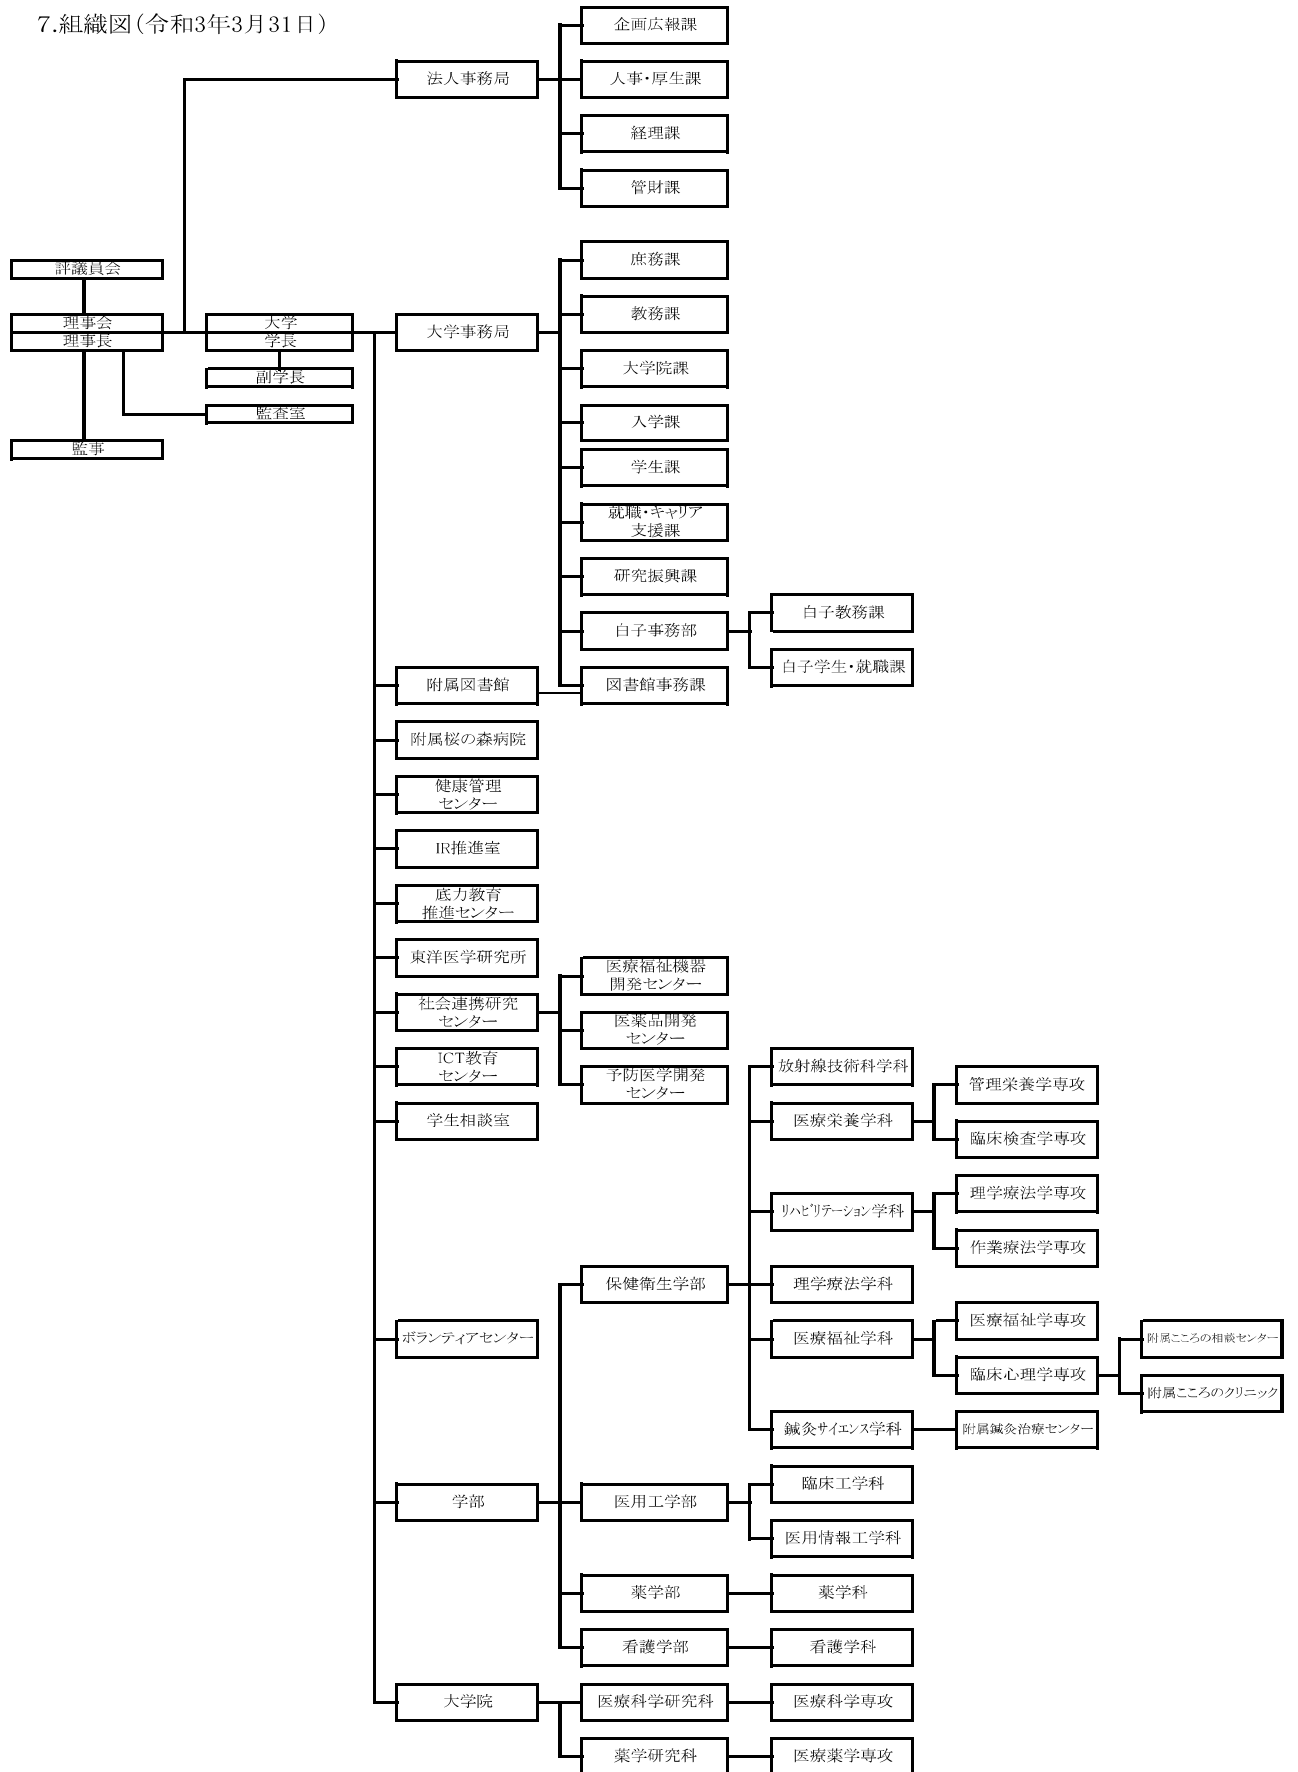 7.組織図(令和3年3月31日)
企画広報課
法人事務局
人事・厚生課
経理課
管財課
評議員会
理事会
理事長
監事
大学
学長
副学長
監査室
大学事務局
庶務課
教務課
大学院課
入学課
学生課
就職・キャリア
支援課
研究振興課
白子事務部
白子教務課
白子学生・就職課
附属図書館
図書館事務課
附属桜の森病院
健康管理
センター
IR推進室
底力教育
推進センター
東洋医学研究所
社会連携研究
センター
医療福祉機器
開発センター
医薬品開発
センター
予防医学開発
センター
ICT教育
センター
学生相談室
ボランティアセンター
学部
保健衛生学部
放射線技術科学科
医療栄養学科
管理栄養学専攻
臨床検査学専攻
リハビリテーション学科
理学療法学専攻
作業療法学専攻
理学療法学科
医療福祉学科
医療福祉学専攻
臨床心理学専攻
附属こころの相談センター
附属こころのクリニック
鍼灸サイエンス学科
附属鍼灸治療センター
医用工学部
臨床工学科
医用情報工学科
薬学部
薬学科
看護学部
看護学科
大学院
医療科学研究科
医療科学専攻
薬学研究科
医療薬学専攻